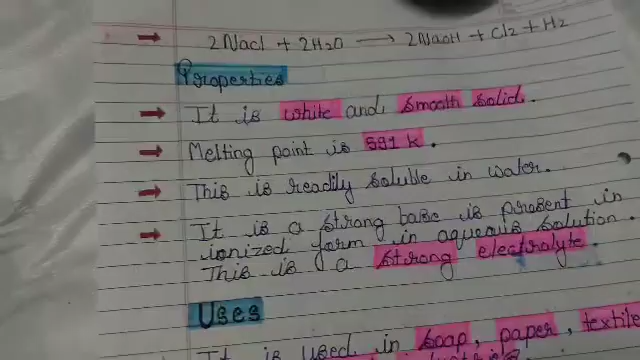 → 2NaCl + 2H2O → 2NaOH + Cl2 + H2
Properties
→ It is white and smooth solid.
→ Melting point is 591 k.
→ This is readily soluble in water.
→ It is a strong base is present in
ionized form in aqueous solution.
This is a strong electrolyte.
Uses
It is used in soap, paper, textile